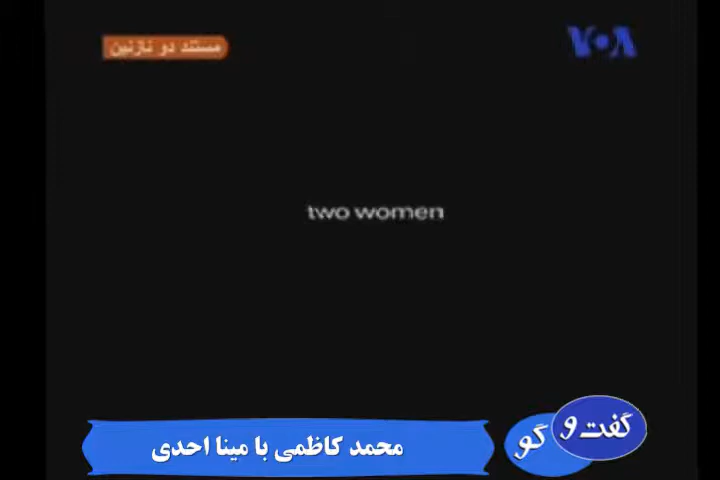 مستند دو نازنین
VOA
two women
گفت و گو
محمد کاظمی با مینا احدی